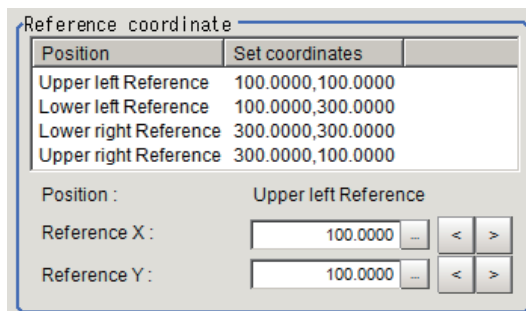 Reference coordinate
Position Set coordinates
Upper left Reference 100.0000,100.0000
Lower left Reference 100.0000,300.0000
Lower right Reference 300.0000,300.0000
Upper right Reference 300.0000,100.0000
Position : Upper left Reference
Reference X : 100.0000 ... < >
Reference Y : 100.0000 ... < >